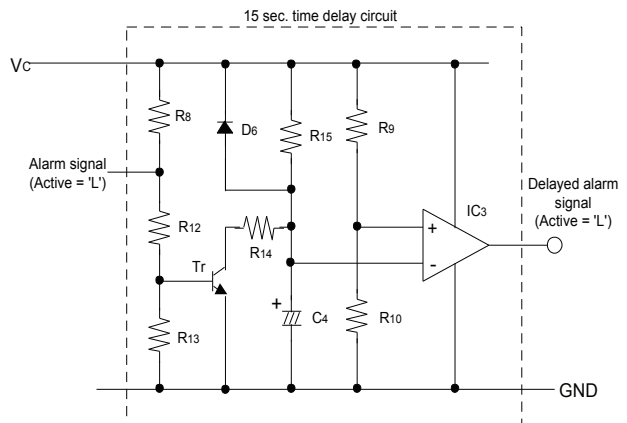 15 sec. time delay circuit
Vc
R8
D6
R15
R9
Alarm signal
(Active = 'L')
Delayed alarm
signal
(Active = 'L')
IC3
R12
R14
+
-
Tr
+
C4
R13
R10
GND